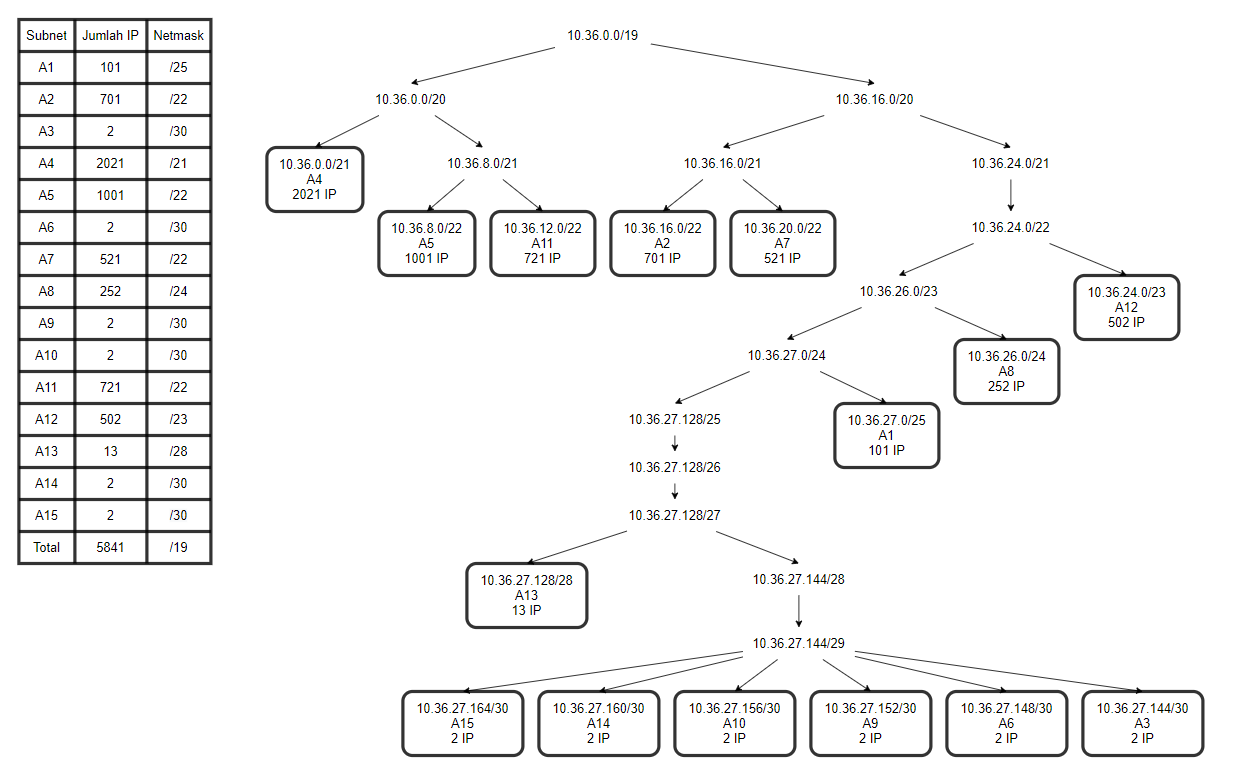 Subnet Jumlah IP Netmask
A1 101 /25
A2 701 /22
A3 2 /30
A4 2021 /21
A5 1001 /22
A6 2 /30
A7 521 /22
A8 252 /24
A9 2 /30
A10 2 /30
A11 721 /22
A12 502 /23
A13 13 /28
A14 2 /30
A15 2 /30
Total 5841 /19
10.36.0.0/19
10.36.0.0/20
10.36.16.0/20
10.36.0.0/21
A4
2021 IP
10.36.8.0/21
10.36.16.0/21
10.36.24.0/21
10.36.8.0/22
A5
1001 IP
10.36.12.0/22
A11
721 IP
10.36.16.0/22
A2
701 IP
10.36.20.0/22
A7
521 IP
10.36.24.0/22
10.36.26.0/23
10.36.24.0/23
A12
502 IP
10.36.27.0/24
10.36.26.0/24
A8
252 IP
10.36.27.128/25
10.36.27.0/25
A1
101 IP
10.36.27.128/26
10.36.27.128/27
10.36.27.128/28
A13
13 IP
10.36.27.144/28
10.36.27.144/29
10.36.27.164/30
A15
2 IP
10.36.27.160/30
A14
2 IP
10.36.27.156/30
A10
2 IP
10.36.27.152/30
A9
2 IP
10.36.27.148/30
A6
2 IP
10.36.27.144/30
A3
2 IP